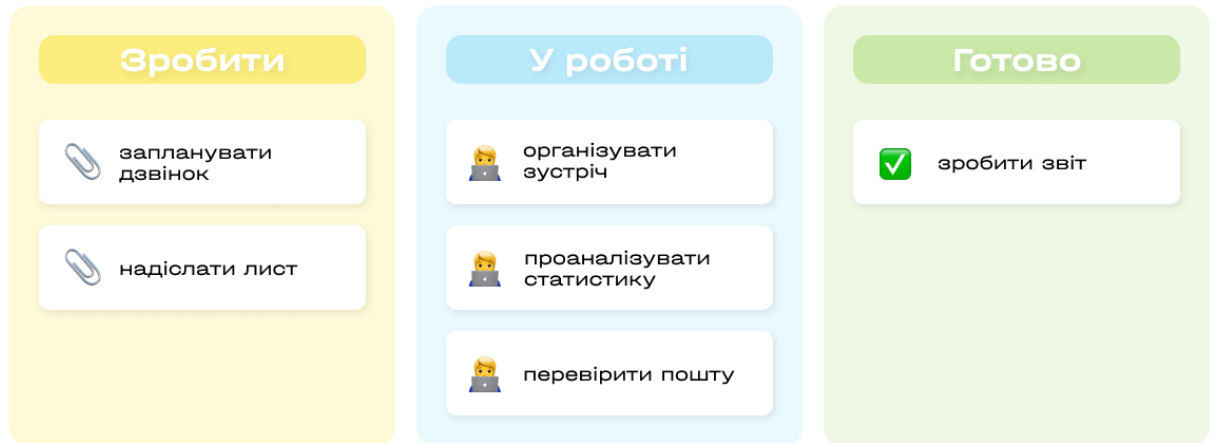 Зробити
запланувати
дзвінок
надіслати лист
У роботі
організувати
зустріч
проаналізувати
статистику
перевірити пошту
Готово
зробити звіт